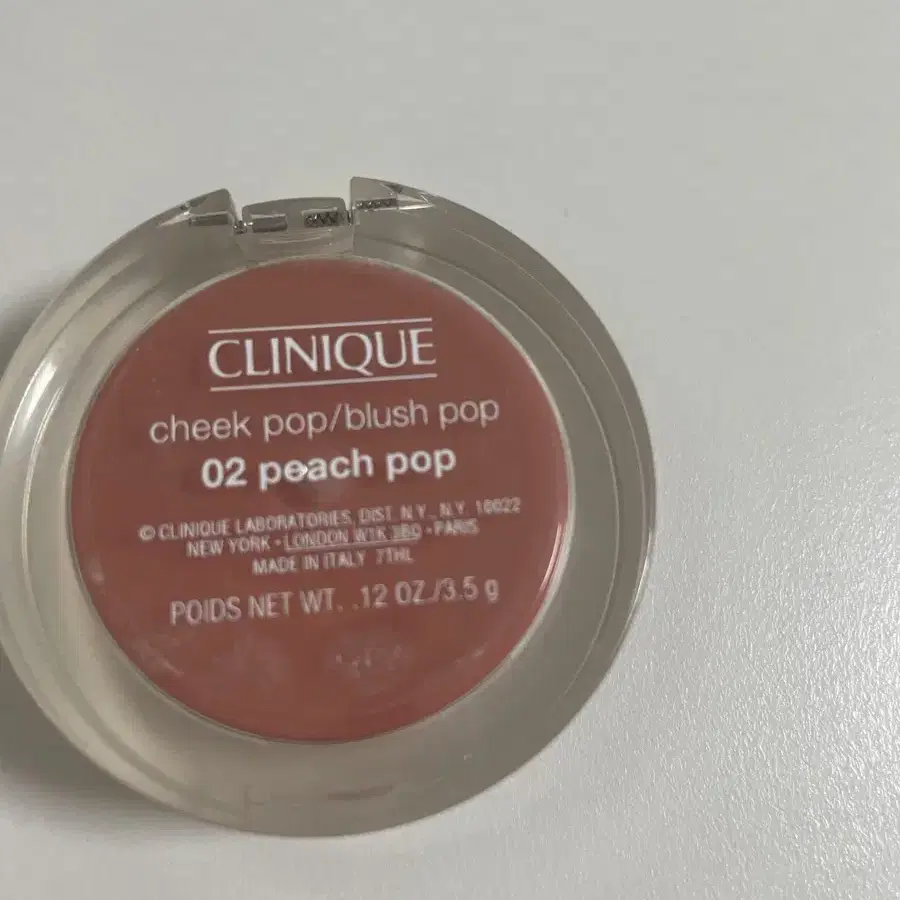 CLINIQUE
cheek pop/blush pop
02 peach pop
© CLINIQUE LABORATORIES, DIST. N.Y., N.Y. 10022
NEW YORK • LONDON W1K 3BQ • PARIS
MADE IN ITALY 7THL
POIDS NET WT. .12 OZ./3.5 g